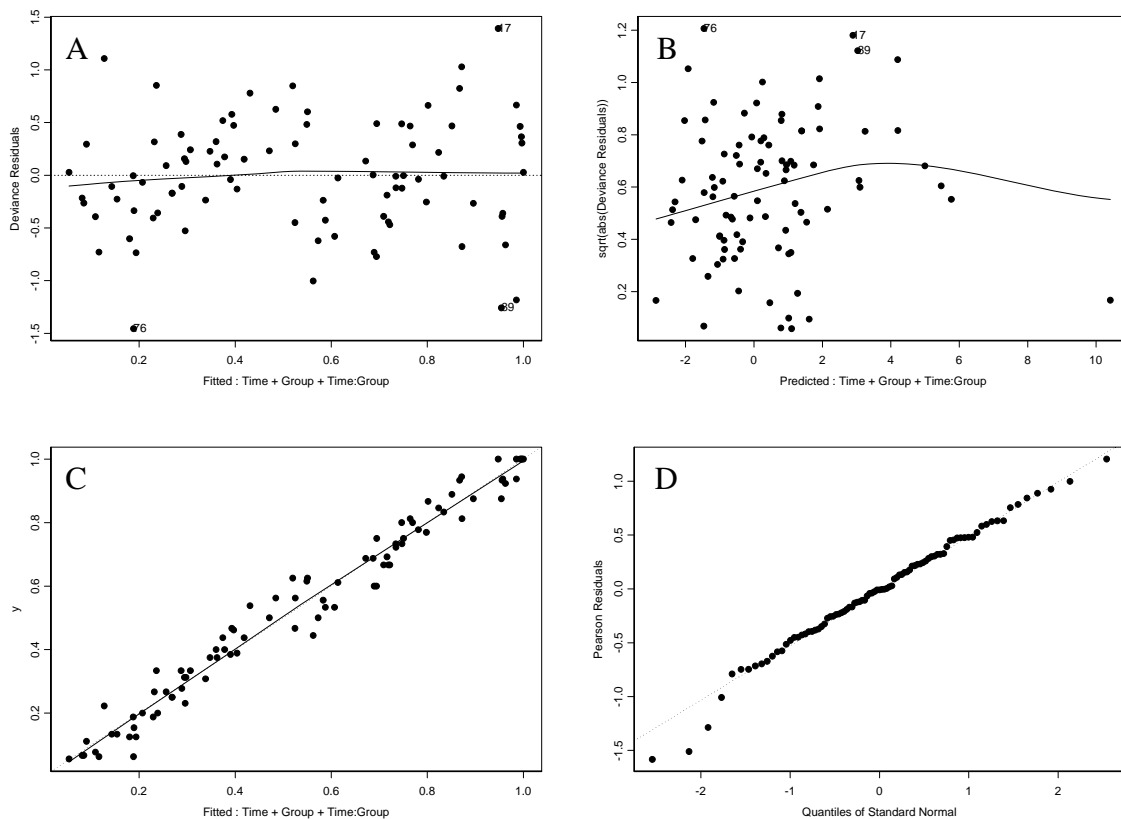 A
1.5
1.0
0.5
0.0
-0.5
-1.0
-1.5
Deviance Residuals
17
39
76
0.2 0.4 0.6 0.8 1.0
Fitted : Time + Group + Time:Group
B
1.2
1.0
0.8
0.6
0.4
0.2
sqrt(abs(Deviance Residuals))
76
17
39
-2 0 2 4 6 8 10
Predicted : Time + Group + Time:Group
C
1.0
0.8
0.6
0.4
0.2
y
0.2 0.4 0.6 0.8 1.0
Fitted : Time + Group + Time:Group
D
1.0
0.5
0.0
-0.5
-1.0
-1.5
Pearson Residuals
-2 -1 0 1 2
Quantiles of Standard Normal